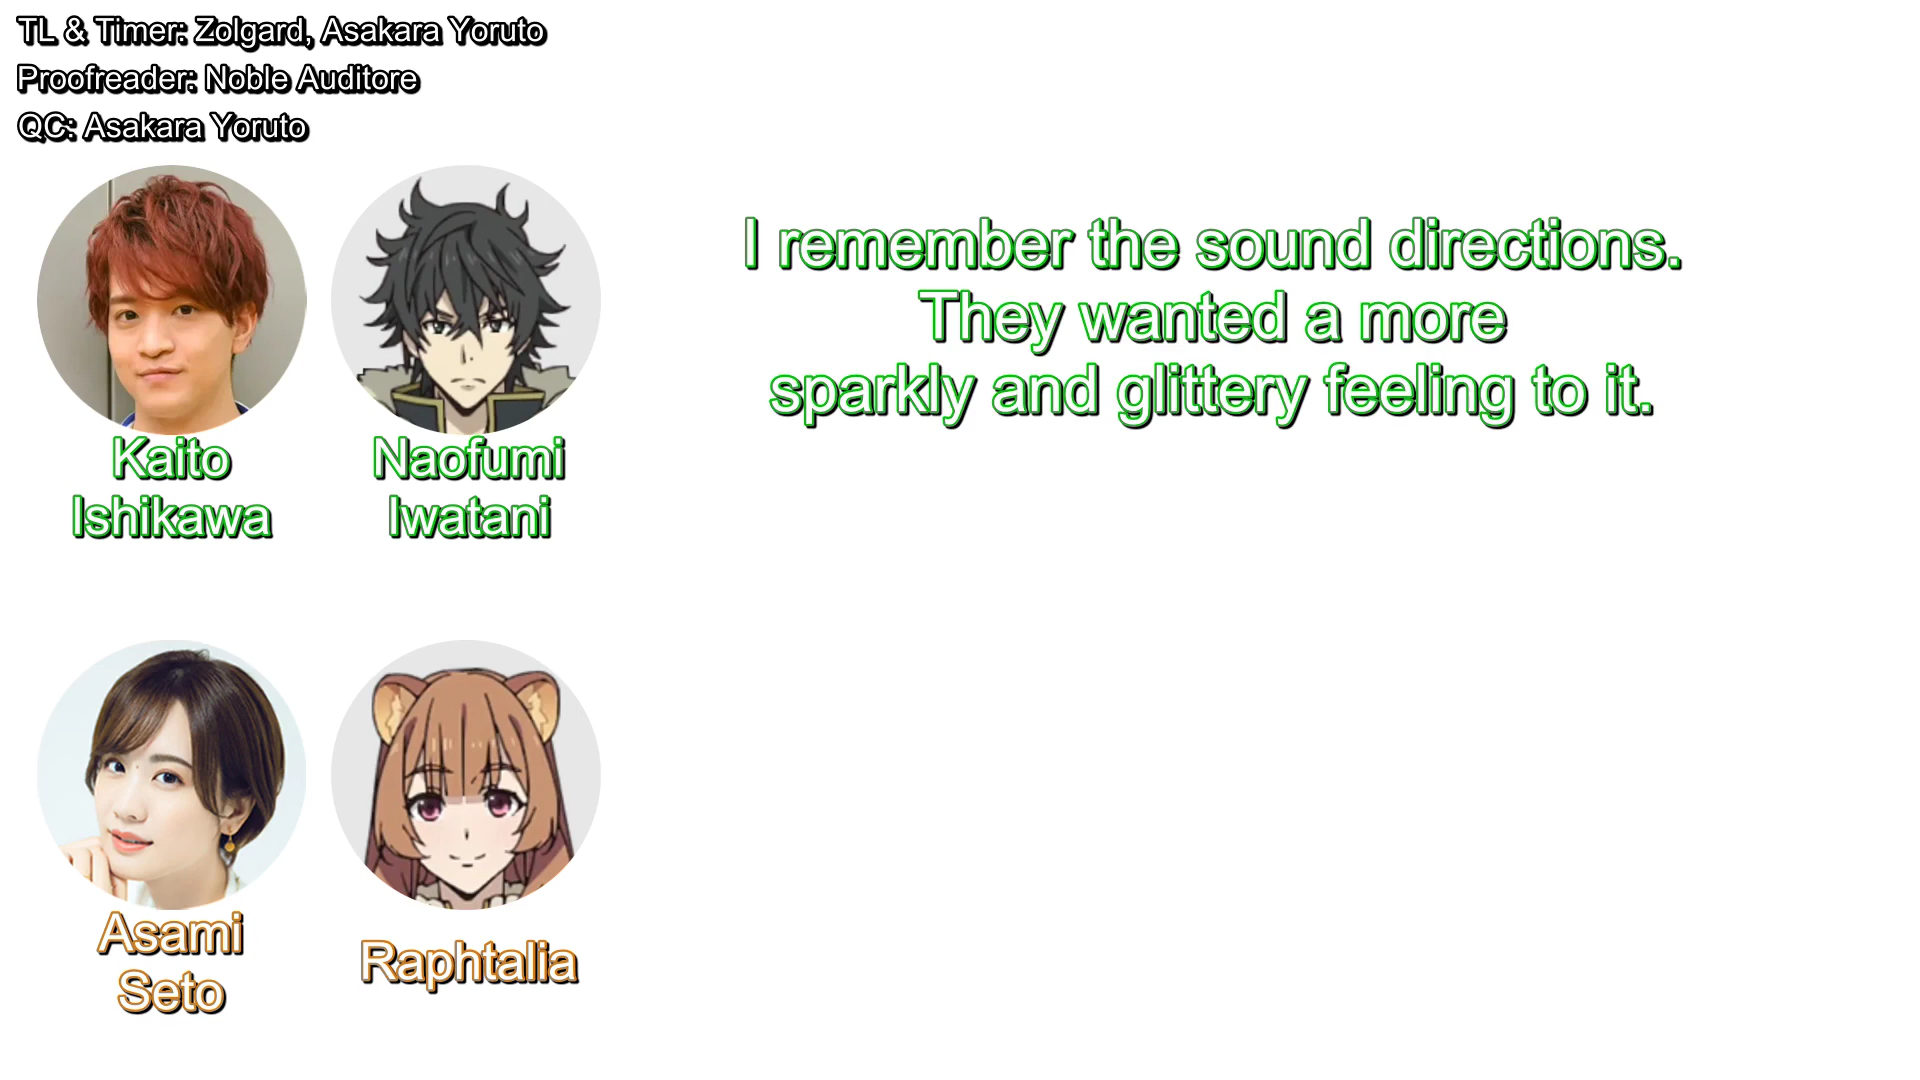 TL & Timer: Zolgard, Asakara Yoruto
Proofreader: Noble Auditore
QC: Asakara Yoruto
Kaito
Ishikawa
Naofumi
Iwatani
I remember the sound directions.
They wanted a more
sparkly and glittery feeling to it.
Asami
Seto
Raphtalia